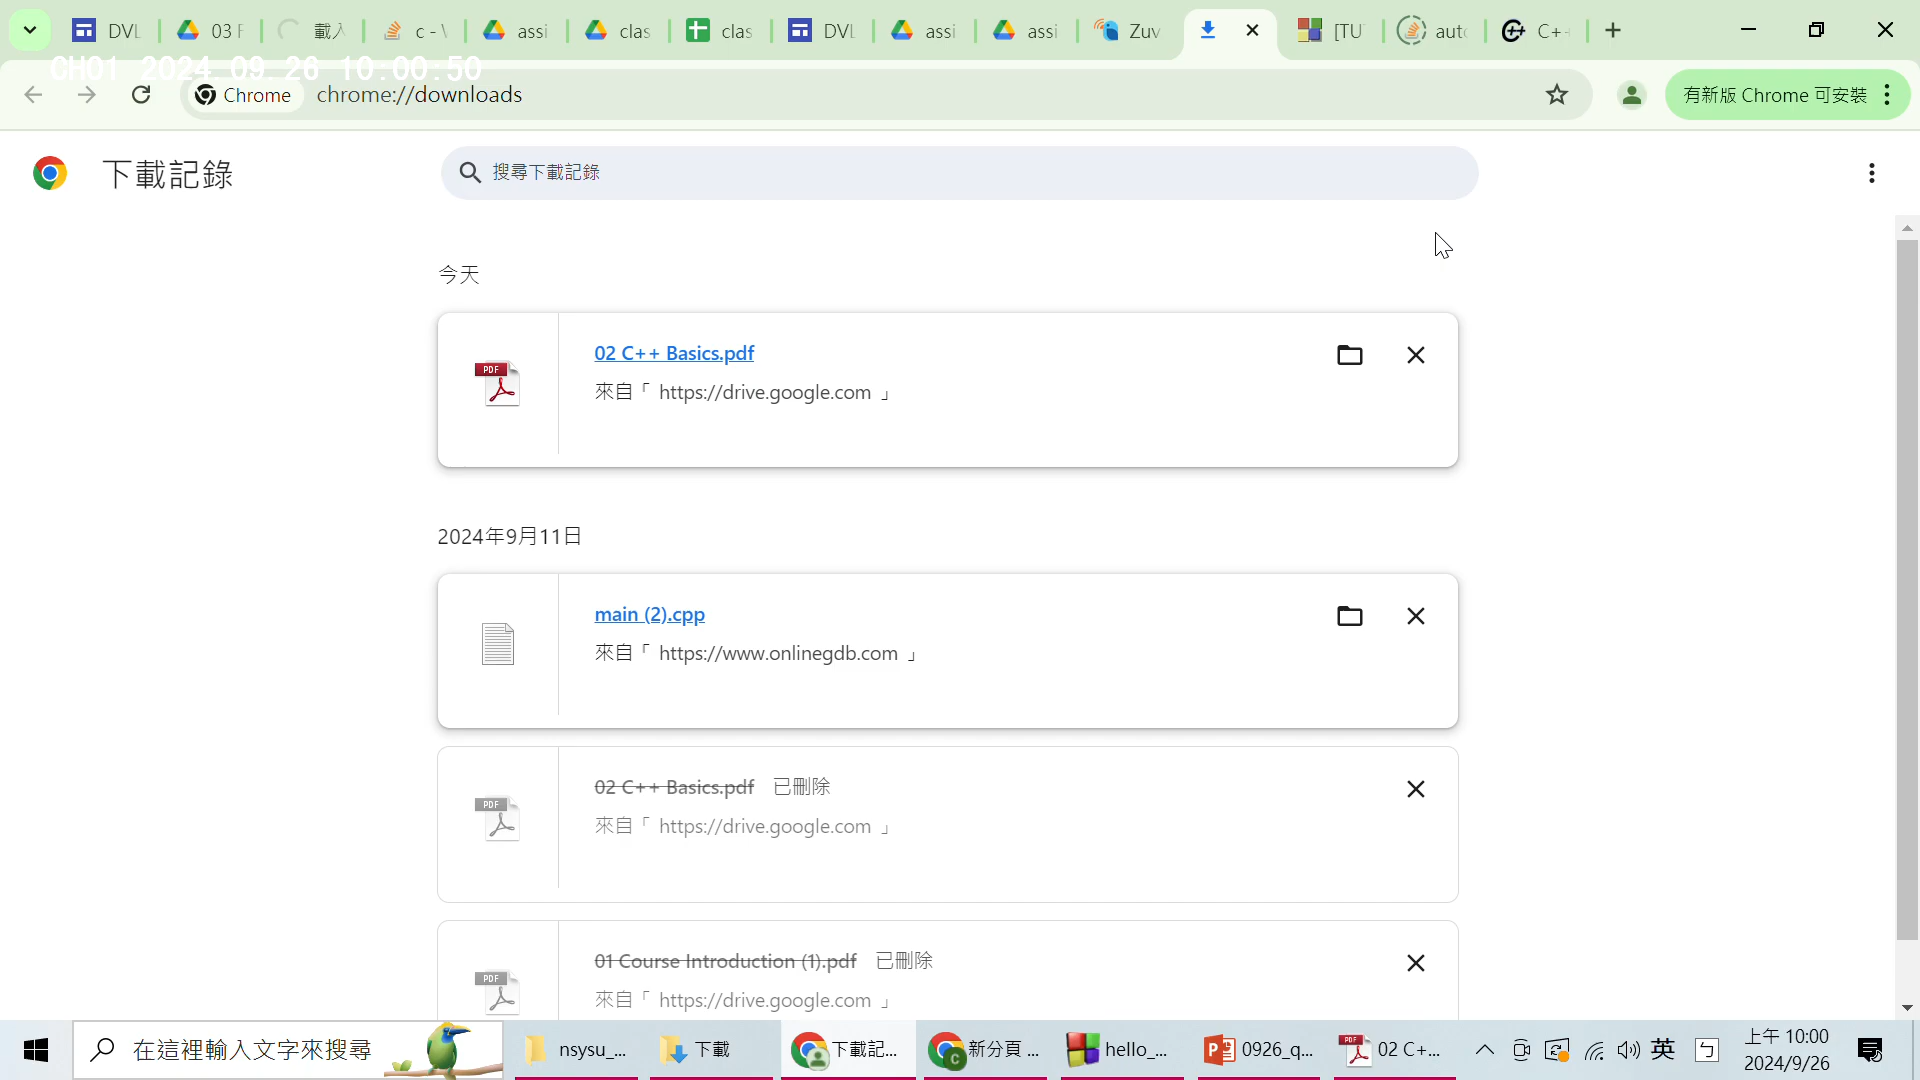 DVL
03 F
載入
c - V
assi
clas
clas
DVL
assi
assi
Zuv
[TU
auto
C+
CH01 2024.09.26 10:00:50
Chrome
chrome://downloads
有新版 Chrome 可安裝
下載記錄
搜尋下載記錄
今天
PDF
02 C++ Basics.pdf
來自「 https://drive.google.com 」
2024年9月11日
main (2).cpp
來自「 https://www.onlinegdb.com 」
PDF
02 C++ Basics.pdf 已刪除
來自「 https://drive.google.com 」
PDF
01 Course Introduction (1).pdf 已刪除
來自「 https://drive.google.com 」
在這裡輸入文字來搜尋
nsysu_...
下載
下載記...
新分頁 ...
hello_...
0926_q...
02 C+...
英
ㄅ
上午 10:00
2024/9/26